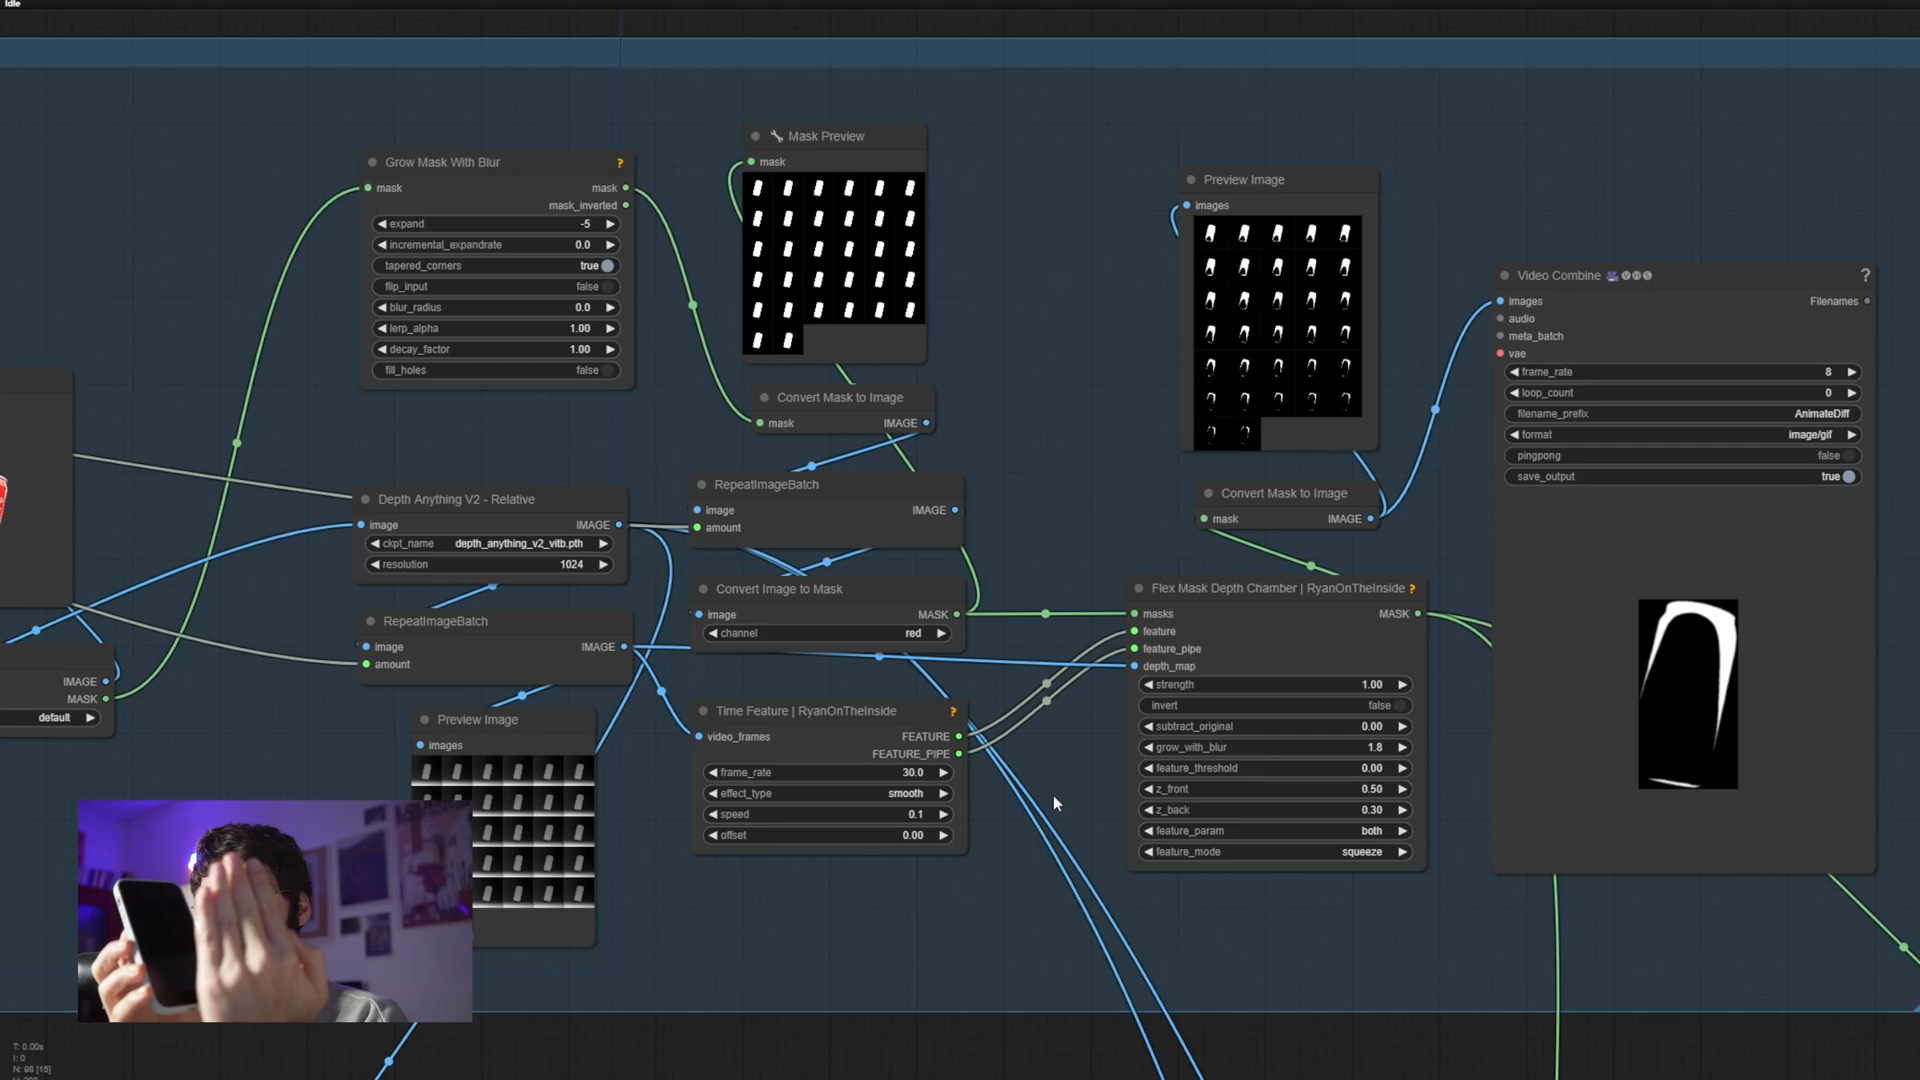 Idle
Mask Preview
mask
Grow Mask With Blur ?
mask mask
mask_inverted
expand -5
incremental_expandrate 0.0
tapered_corners true
flip_input false
blur_radius 0.0
lerp_alpha 1.00
decay_factor 1.00
fill_holes false
Preview Image
images
Video Combine VHS ?
images Filenames
audio
meta_batch
vae
frame_rate 8
loop_count 0
filename_prefix AnimateDiff
format image/gif
pingpong false
save_output true
Convert Mask to Image
mask IMAGE
RepeatImageBatch
image IMAGE
amount
Depth Anything V2 - Relative
image IMAGE
ckpt_name depth_anything_v2_vitb.pth
resolution 1024
Convert Mask to Image
mask IMAGE
Convert Image to Mask
image MASK
channel red
RepeatImageBatch
image IMAGE
amount
IMAGE
MASK
default
Preview Image
images
Time Feature | RyanOnTheInside ?
video_frames FEATURE
FEATURE_PIPE
frame_rate 30.0
effect_type smooth
speed 0.1
offset 0.00
Flex Mask Depth Chamber | RyanOnTheInside ?
masks MASK
feature
feature_pipe
depth_map
strength 1.00
invert false
subtract_original 0.00
grow_with_blur 1.8
feature_threshold 0.00
z_front 0.50
z_back 0.30
feature_param both
feature_mode squeeze
T: 0.00s
I: 0
N: 98 [15]